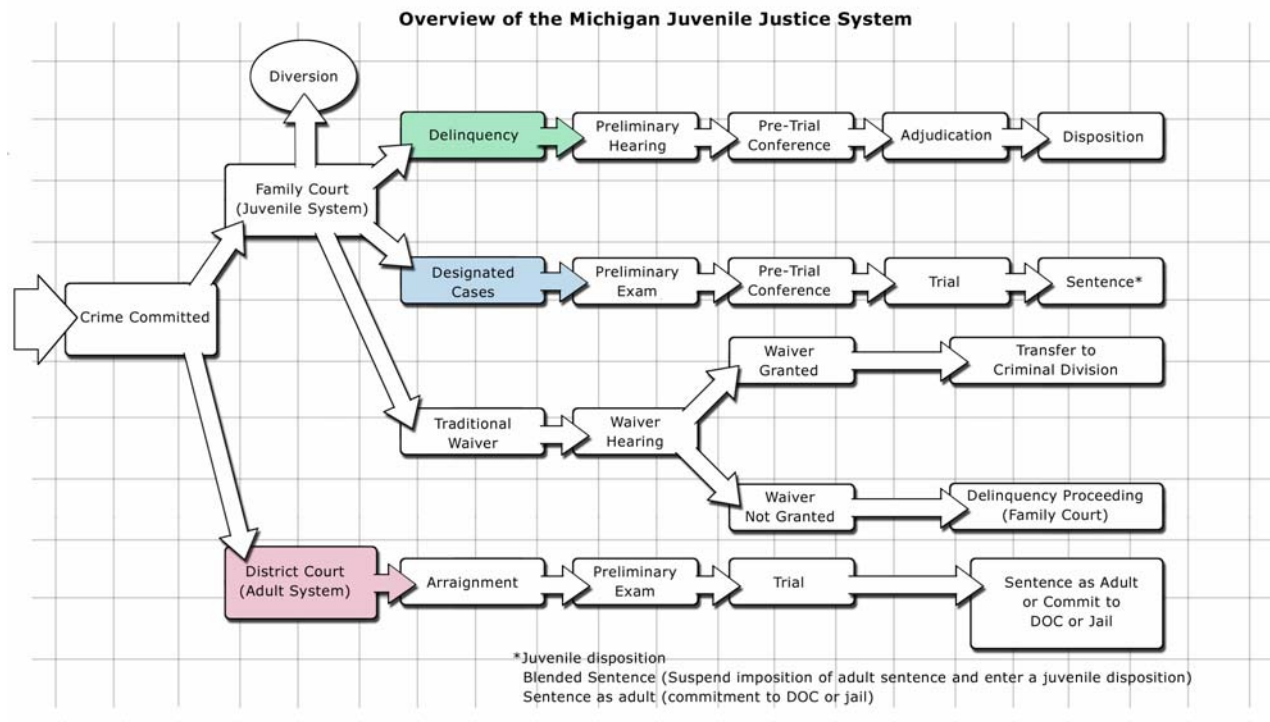 Overview of the Michigan Juvenile Justice System
Diversion
Delinquency
Preliminary
Hearing
Pre-Trial
Conference
Adjudication
Disposition
Family Court
(Juvenile System)
Designated
Cases
Preliminary
Exam
Pre-Trial
Conference
Trial
Sentence*
Crime Committed
Waiver
Granted
Transfer to
Criminal Division
Traditional
Waiver
Waiver
Hearing
Waiver
Not Granted
Delinquency Proceeding
(Family Court)
District Court
(Adult System)
Arraignment
Preliminary
Exam
Trial
Sentence as Adult
or Commit to
DOC or Jail
*Juvenile disposition
Blended Sentence (Suspend imposition of adult sentence and enter a juvenile disposition)
Sentence as adult (commitment to DOC or jail)